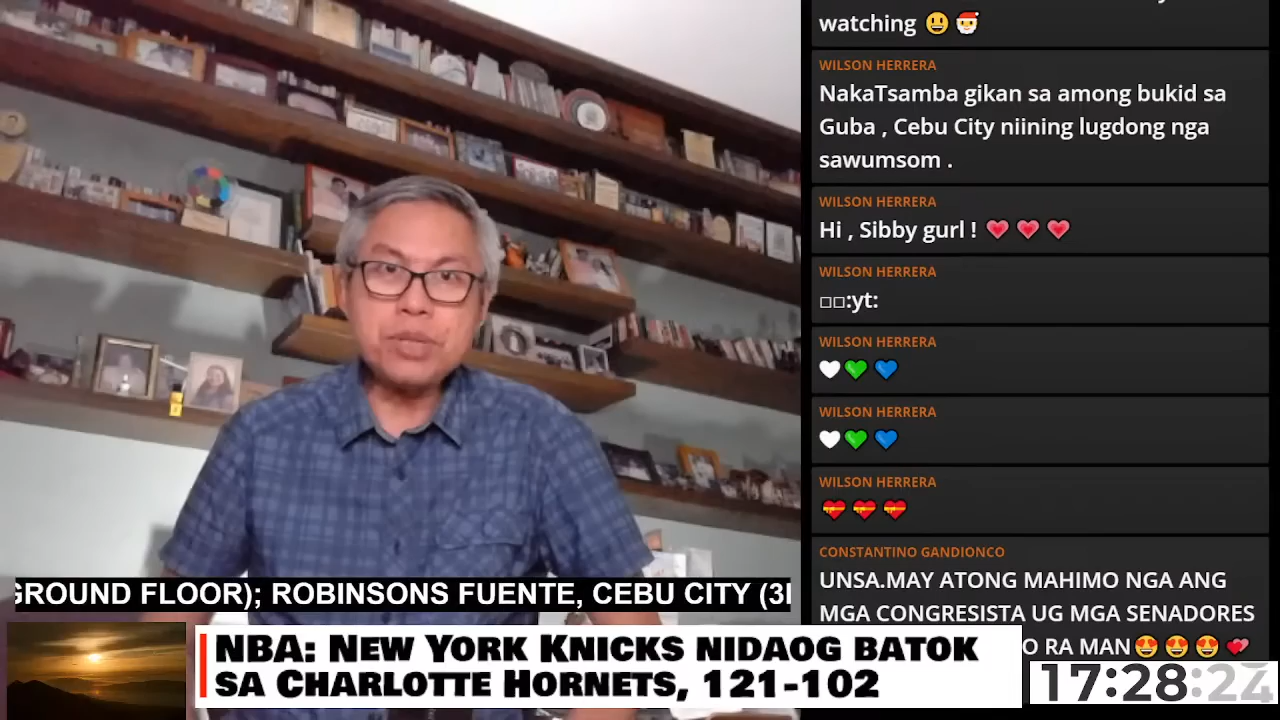 watching 😃 🎅
WILSON HERRERA
NakaTsamba gikan sa among bukid sa
Guba , Cebu City niining lugdong nga
sawumsom .
WILSON HERRERA
Hi , Sibby gurl ! ❤️ ❤️ ❤️
WILSON HERRERA
□□:yt:
WILSON HERRERA
🤍💚💙
WILSON HERRERA
🤍💚💙
WILSON HERRERA
💝💝💝
CONSTANTINO GANDIONCO
UNSA.MAY ATONG MAHIMO NGA ANG
MGA CONGRESISTA UG MGA SENADORES
O RA MAN😍😍😍💕
GROUND FLOOR); ROBINSONS FUENTE, CEBU CITY (3
NBA: NEW YORK KNICKS NIDAOG BATOK
SA CHARLOTTE HORNETS, 121-102
17:28:24